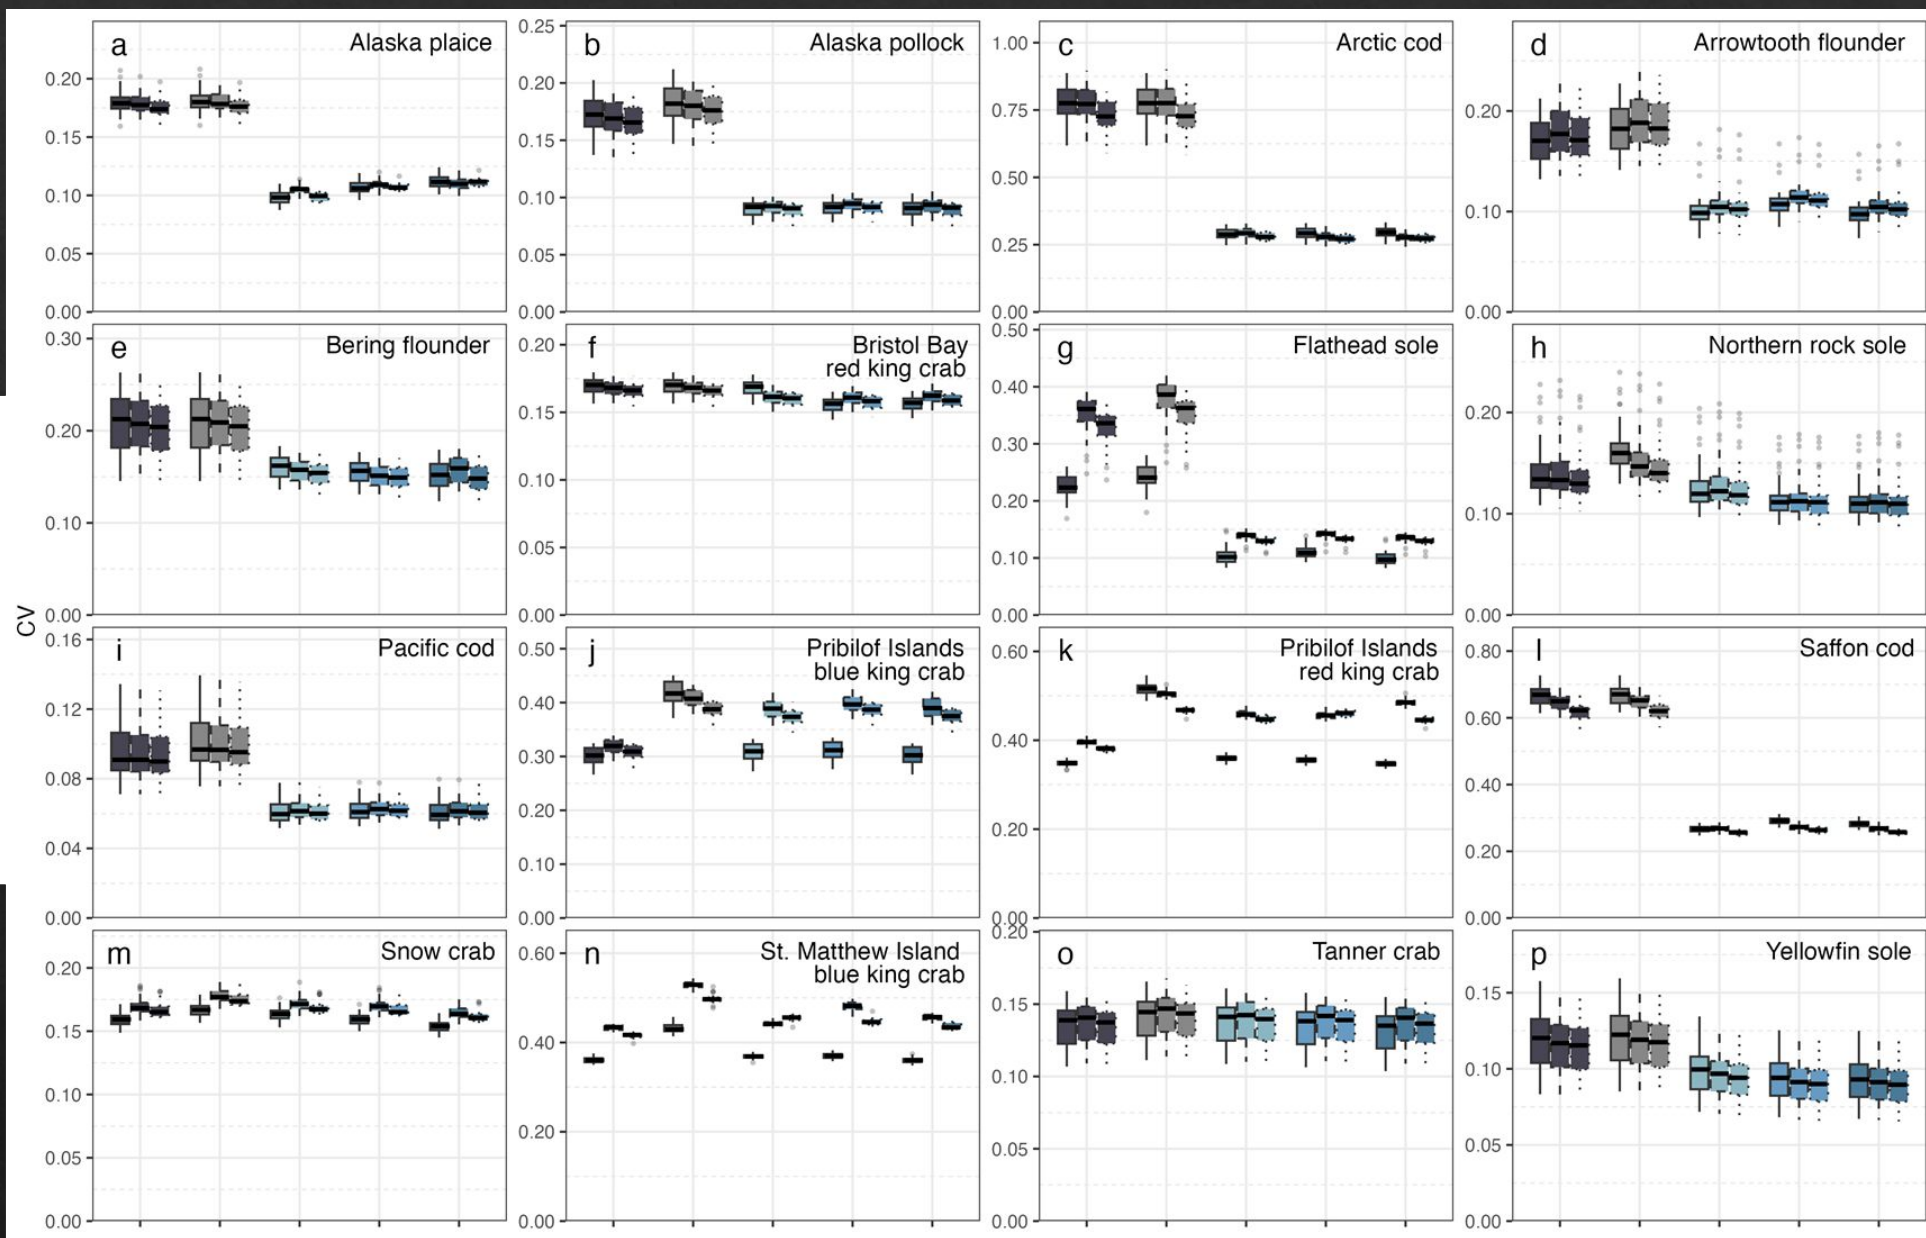 CV
a
Alaska plaice
0.20
0.15
0.10
0.05
0.00
b
Alaska pollock
0.25
0.20
0.15
0.10
0.05
0.00
c
Arctic cod
1.00
0.75
0.50
0.25
0.00
d
Arrowtooth flounder
0.20
0.10
0.00
e
Bering flounder
0.30
0.20
0.10
0.00
f
Bristol Bay
red king crab
0.20
0.15
0.10
0.05
0.00
g
Flathead sole
0.50
0.40
0.30
0.20
0.10
0.00
h
Northern rock sole
0.20
0.10
0.00
i
Pacific cod
0.16
0.12
0.08
0.04
0.00
j
Pribilof Islands
blue king crab
0.50
0.40
0.30
0.20
0.10
0.00
k
Pribilof Islands
red king crab
0.60
0.40
0.20
0.00
l
Saffon cod
0.80
0.60
0.40
0.20
0.00
m
Snow crab
0.20
0.15
0.10
0.05
0.00
n
St. Matthew Island
blue king crab
0.60
0.40
0.20
0.00
o
Tanner crab
0.20
0.15
0.10
0.05
0.00
p
Yellowfin sole
0.15
0.10
0.05
0.00